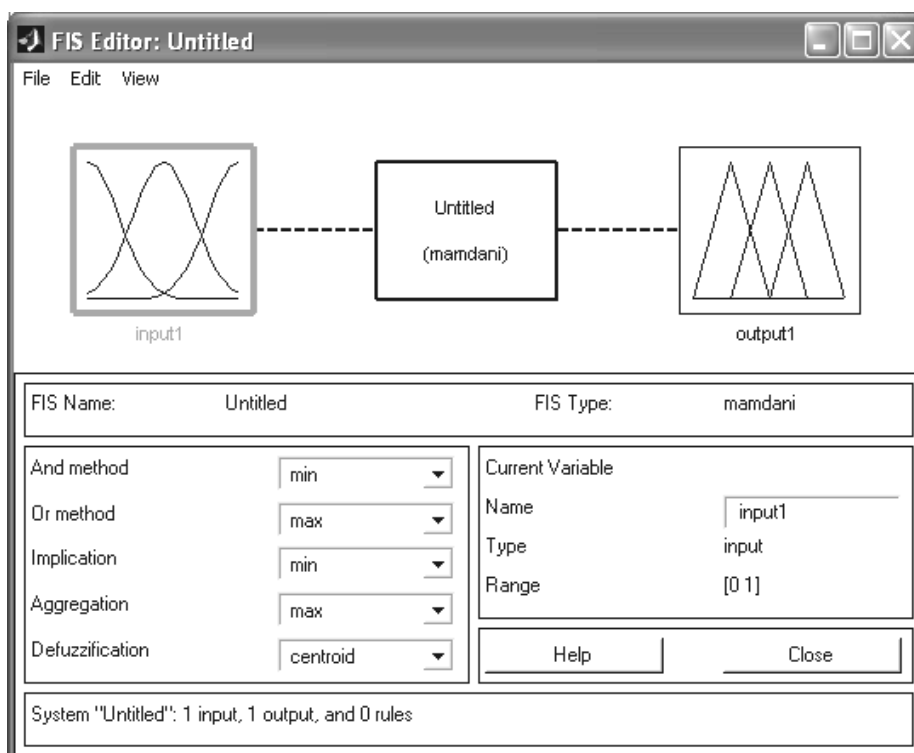 FIS Editor: Untitled
File Edit View
Untitled
(mamdani)
input1
output1
FIS Name: Untitled FIS Type: mamdani
And method min
Or method max
Implication min
Aggregation max
Defuzzification centroid
Current Variable
Name input1
Type input
Range [0 1]
Help Close
System "Untitled": 1 input, 1 output, and 0 rules